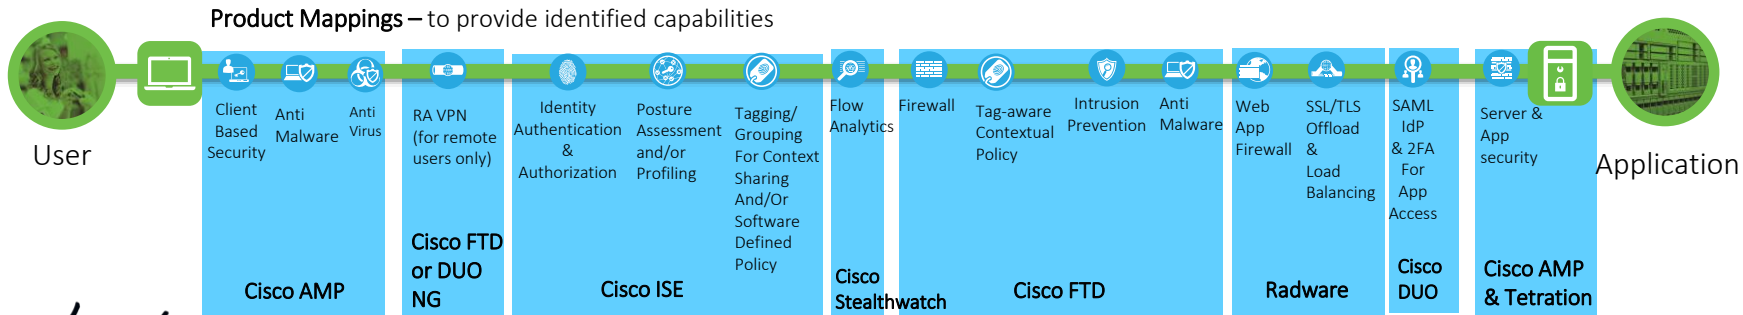 Product Mappings – to provide identified capabilities
User
Client
Based
Security
Anti
Malware
Anti
Virus
Cisco AMP
RA VPN
(for remote
users only)
Cisco FTD
or DUO
NG
Identity
Authentication
&
Authorization
Posture
Assessment
and/or
Profiling
Tagging/
Grouping
For Context
Sharing
And/Or
Software
Defined
Policy
Cisco ISE
Flow
Analytics
Cisco
Stealthwatch
Firewall
Tag-aware
Contextual
Policy
Intrusion
Prevention
Anti
Malware
Cisco FTD
Web
App
Firewall
SSL/TLS
Offload
&
Load
Balancing
Radware
SAML
IdP
& 2FA
For
App
Access
Cisco
DUO
Server &
App
security
Cisco AMP
& Tetration
Application